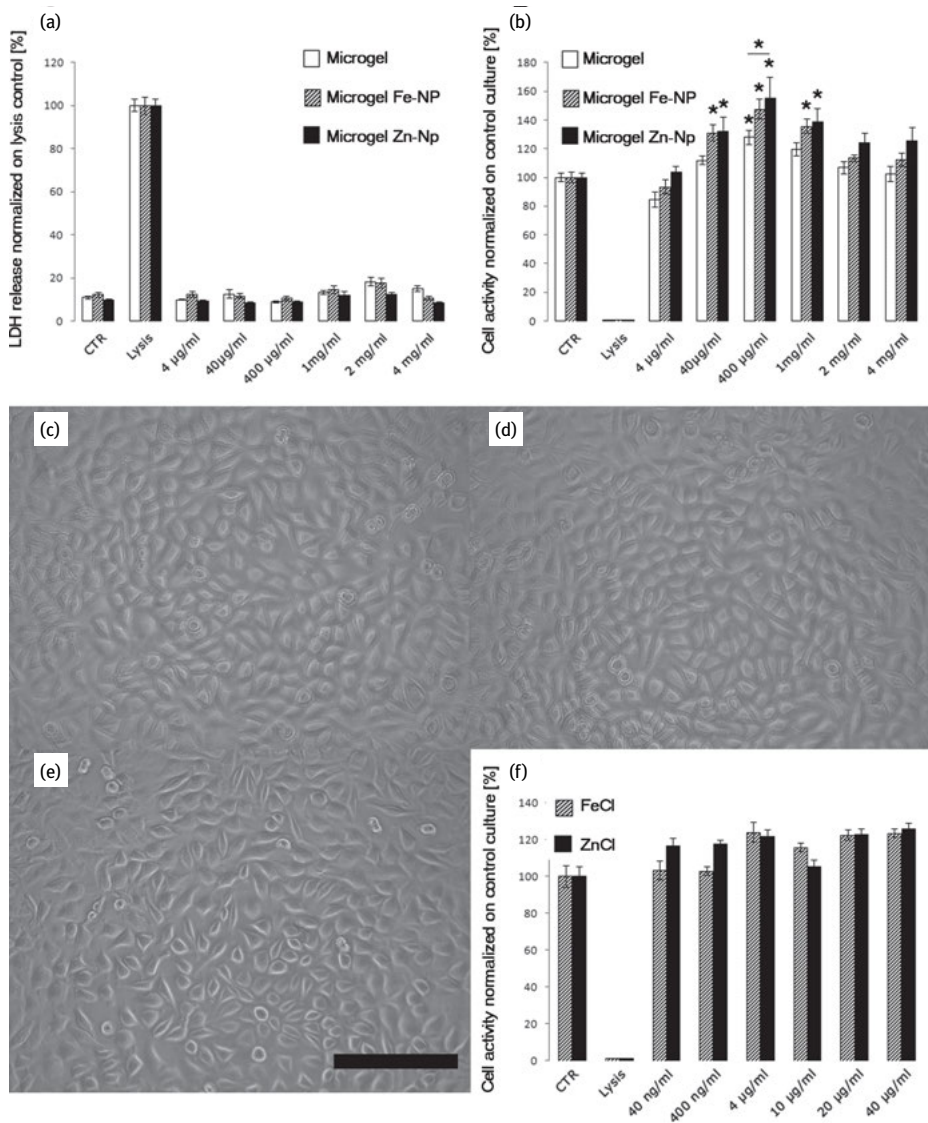 (a)
LDH release normalized on lysis control [%]
120
100
80
60
40
20
0
Microgel
Microgel Fe-NP
Microgel Zn-Np
CTR
Lysis
4 µg/ml
40µg/ml
400 µg/ml
1mg/ml
2 mg/ml
4 mg/ml
(b)
Cell activity normalized on control culture [%]
180
160
140
120
100
80
60
40
20
0
Microgel
Microgel Fe-NP
Microgel Zn-Np
* * * * * * * * *
CTR
Lysis
4 µg/ml
40µg/ml
400 µg/ml
1mg/ml
2 mg/ml
4 mg/ml
(c)
(d)
(e)
(f)
Cell activity normalized on control culture [%]
140
120
100
80
60
40
20
0
FeCl
ZnCl
CTR
Lysis
40 ng/ml
400 ng/ml
4 µg/ml
10 µg/ml
20 µg/ml
40 µg/ml